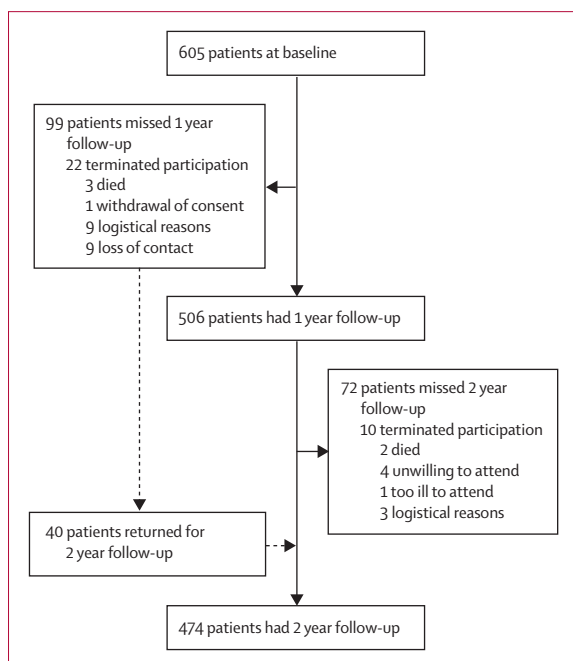 605 patients at baseline
99 patients missed 1 year
follow-up
22 terminated participation
3 died
1 withdrawal of consent
9 logistical reasons
9 loss of contact
506 patients had 1 year follow-up
72 patients missed 2 year
follow-up
10 terminated participation
2 died
4 unwilling to attend
1 too ill to attend
3 logistical reasons
40 patients returned for
2 year follow-up
474 patients had 2 year follow-up